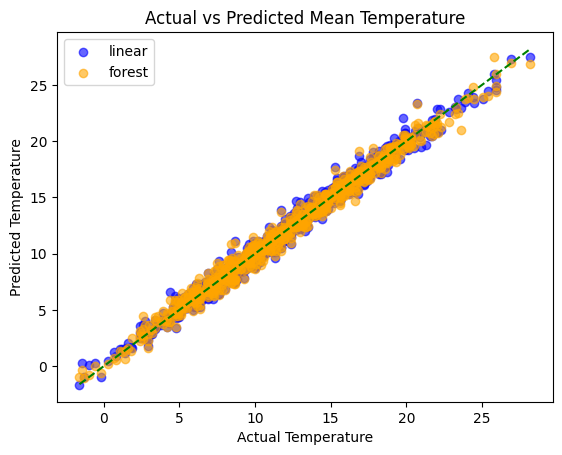 Actual vs Predicted Mean Temperature
linear
forest
25
20
15
10
5
0
Predicted Temperature
0 5 10 15 20 25
Actual Temperature